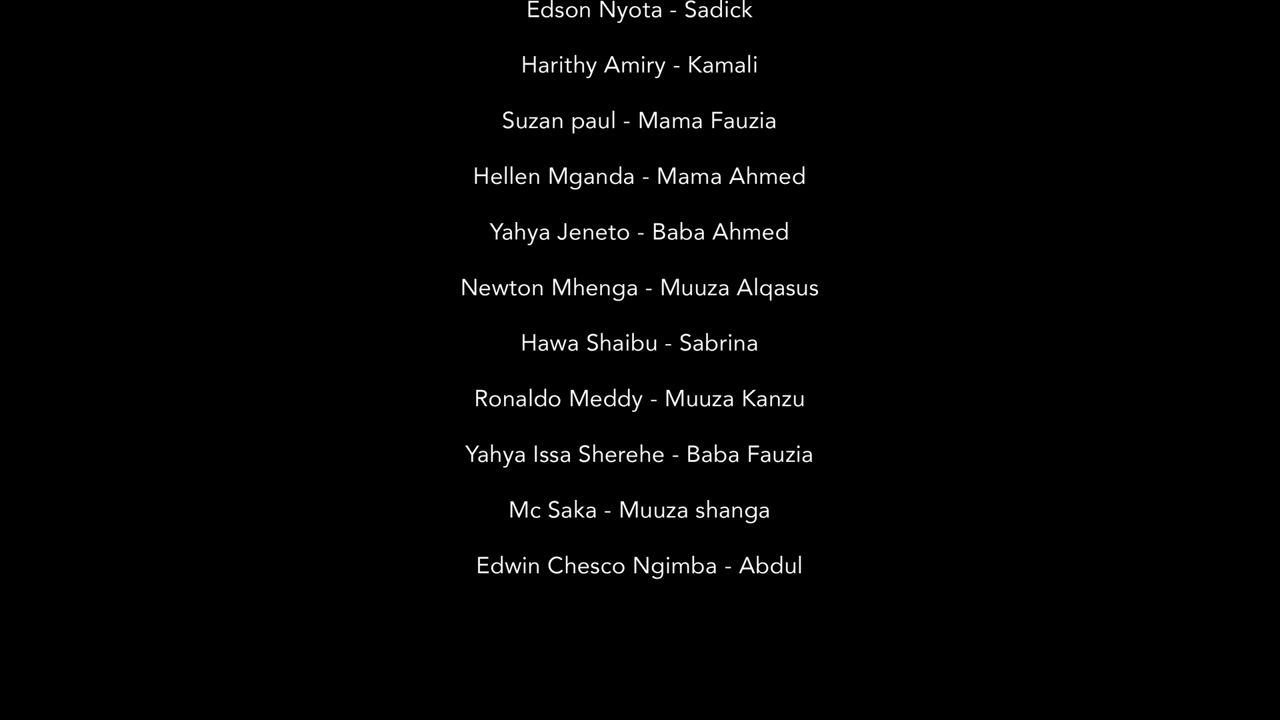 Edson Nyota - Sadick
Harithy Amiry - Kamali
Suzan paul - Mama Fauzia
Hellen Mganda - Mama Ahmed
Yahya Jeneto - Baba Ahmed
Newton Mhenga - Muuza Alqasus
Hawa Shaibu - Sabrina
Ronaldo Meddy - Muuza Kanzu
Yahya Issa Sherehe - Baba Fauzia
Mc Saka - Muuza shanga
Edwin Chesco Ngimba - Abdul